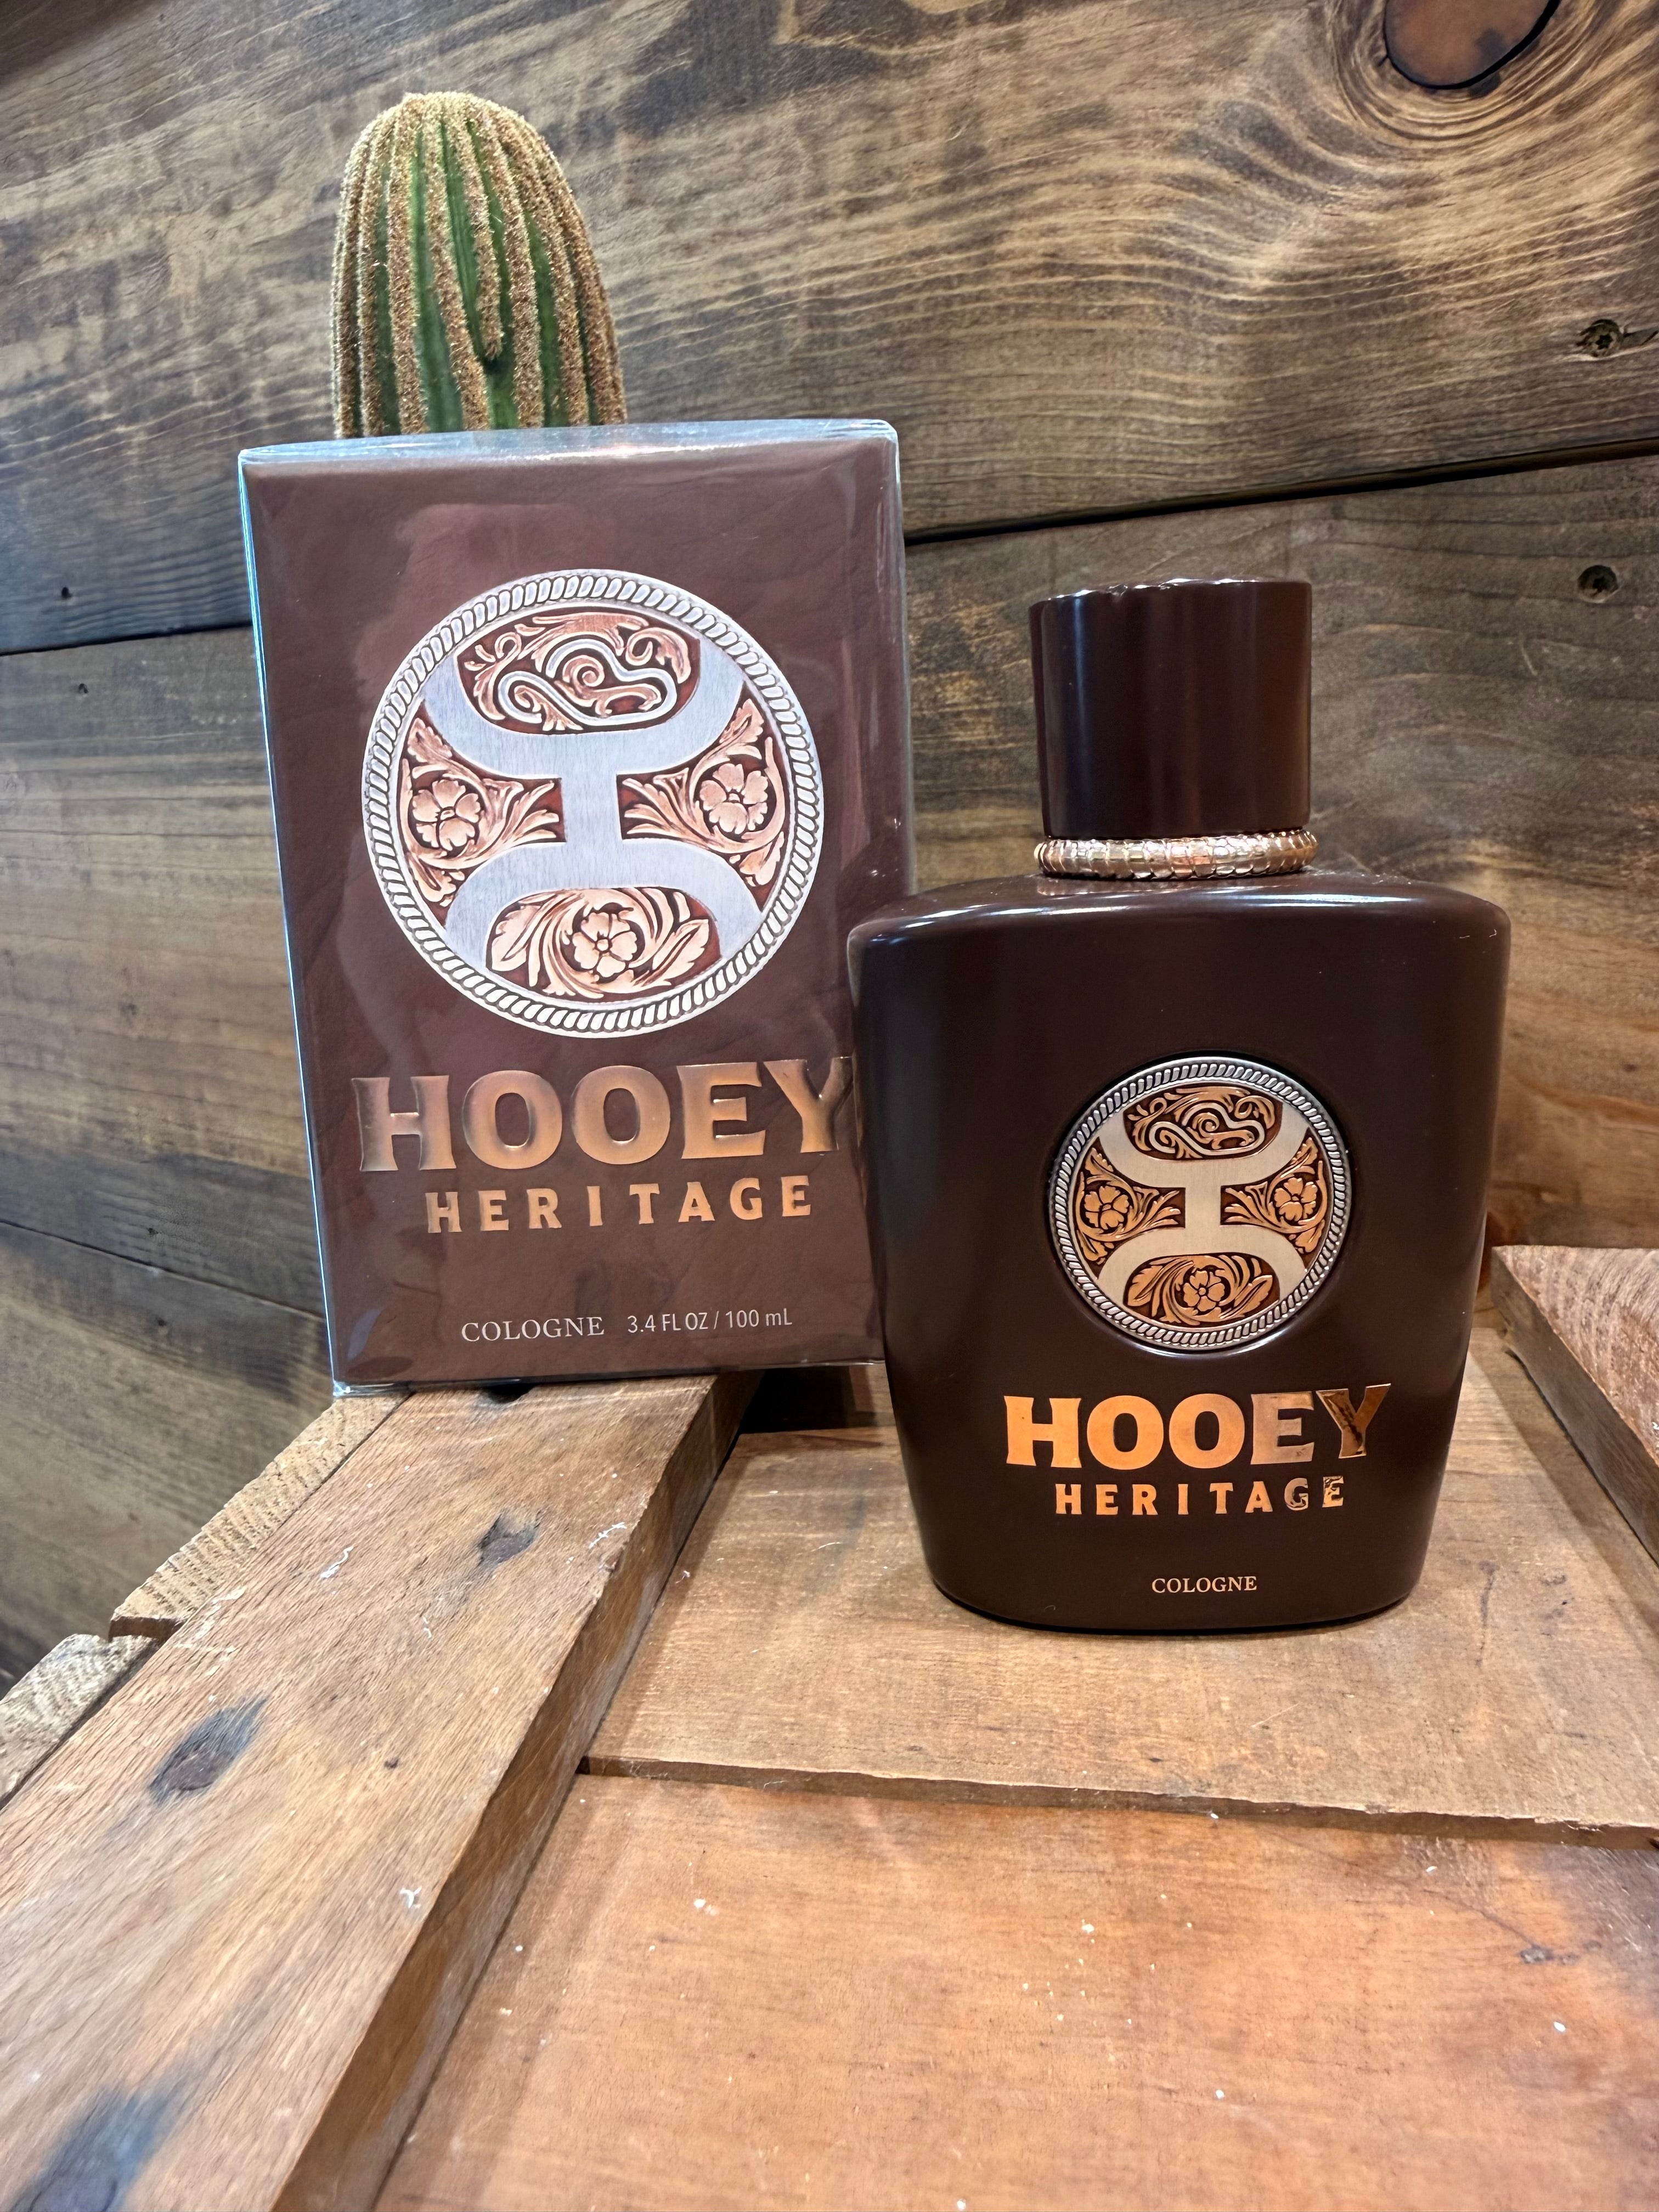 HOOEY
HERITAGE
COLOGNE 3.4 FL OZ / 100 mL
HOOEY
HERITAGE
COLOGNE